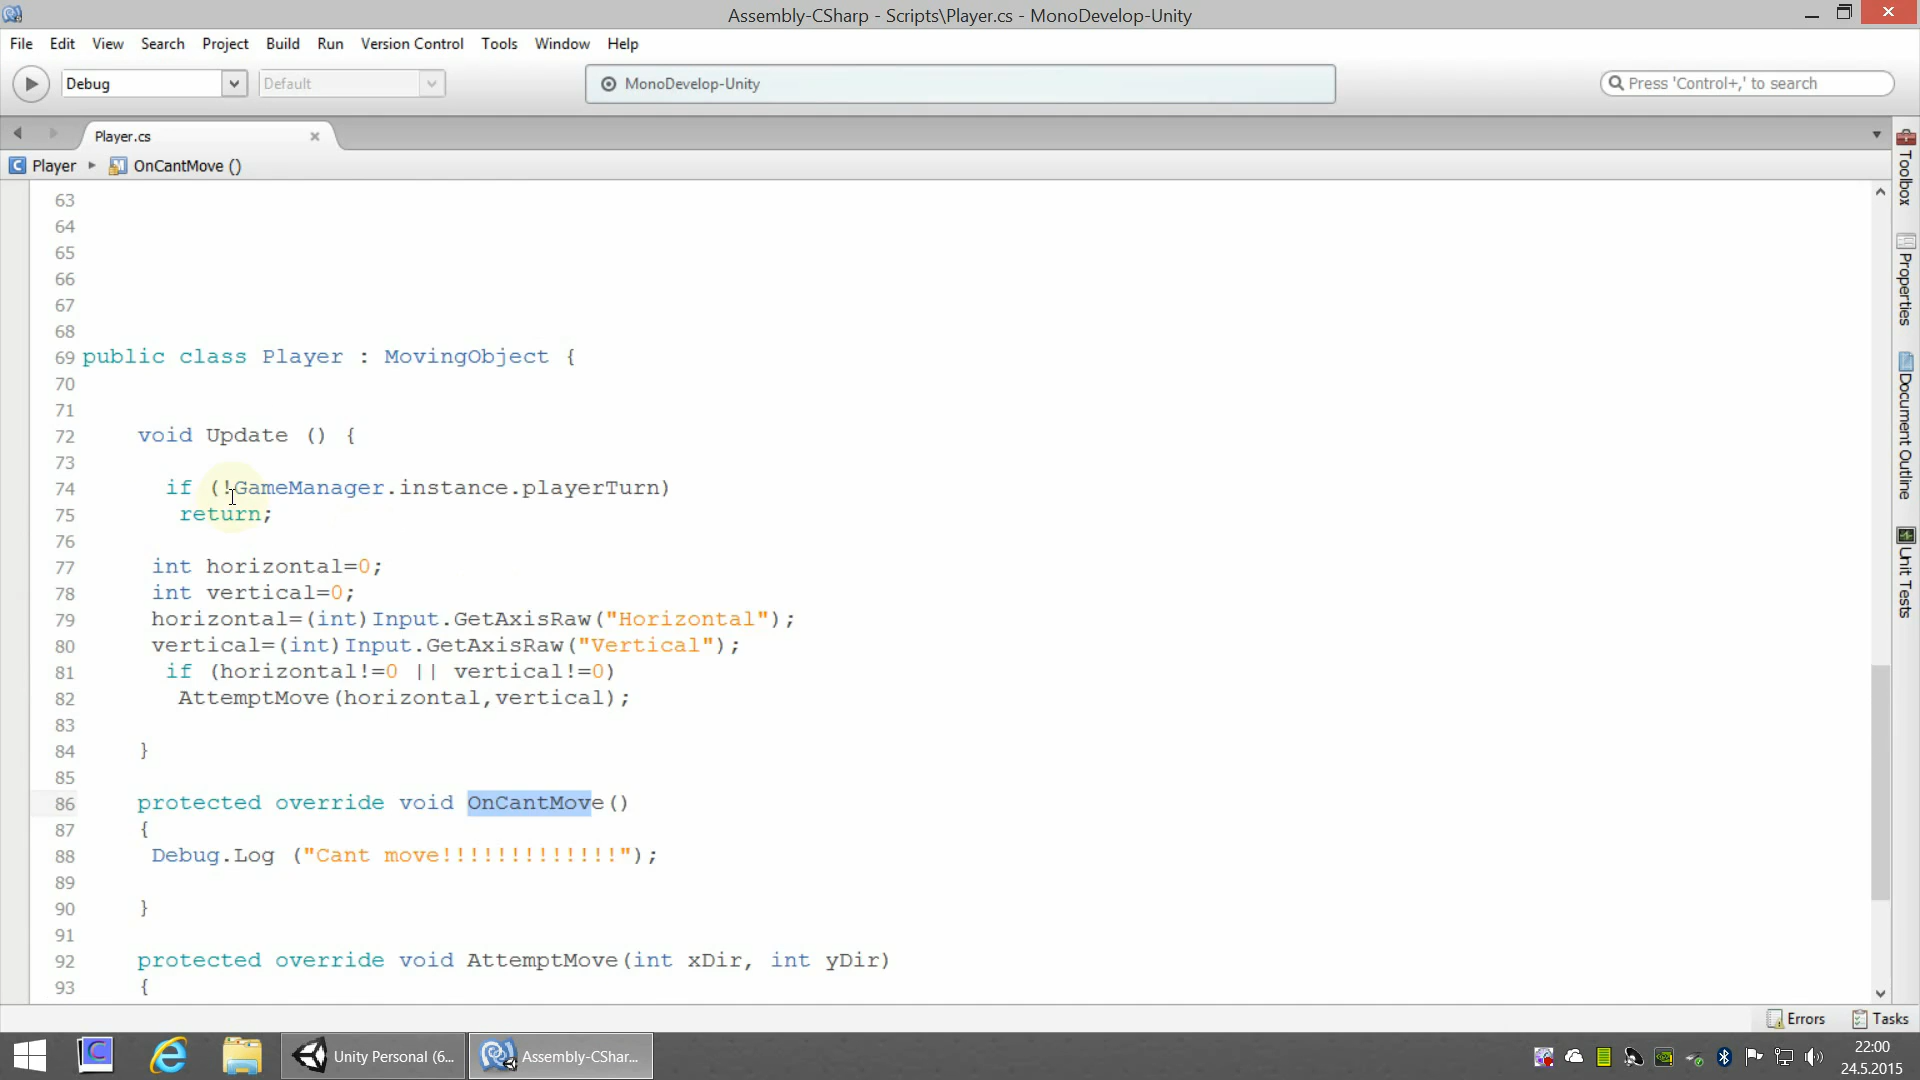 Assembly-CSharp - Scripts\Player.cs - MonoDevelop-Unity
File Edit View Search Project Build Run Version Control Tools Window Help
Debug Default MonoDevelop-Unity Press 'Control+,' to search
Player.cs
Player OnCantMove ()
63
64
65
66
67
68
69 public class Player : MovingObject {
70
71
72 void Update () {
73
74 if (!GameManager.instance.playerTurn)
75 return;
76
77 int horizontal=0;
78 int vertical=0;
79 horizontal=(int)Input.GetAxisRaw("Horizontal");
80 vertical=(int)Input.GetAxisRaw("Vertical");
81 if (horizontal!=0 || vertical!=0)
82 AttemptMove(horizontal,vertical);
83
84 }
85
86 protected override void OnCantMove()
87 {
88 Debug.Log ("Cant move!!!!!!!!!!!!!");
89
90 }
91
92 protected override void AttemptMove(int xDir, int yDir)
93 {
Toolbox
Properties
Document Outline
Unit Tests
Errors Tasks
Unity Personal (6... Assembly-CShar...
22:00
24.5.2015